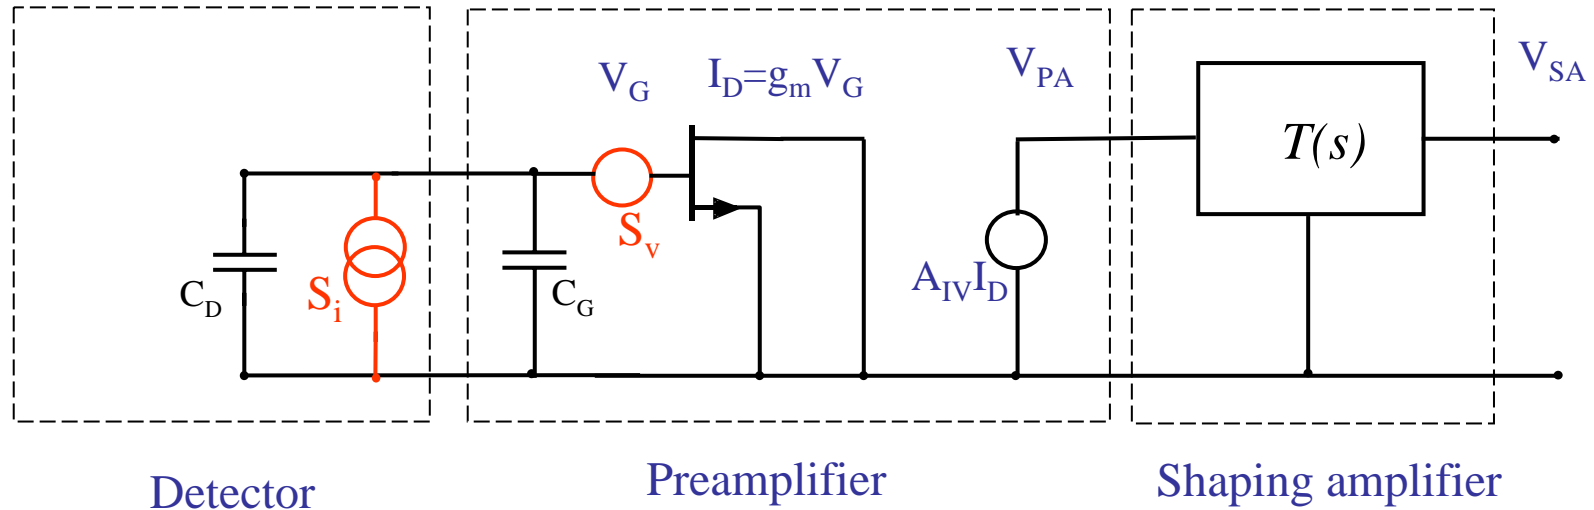 V_G
I_D=g_mV_G
V_PA
V_SA
T(s)
S_v
C_D
S_i
C_G
A_IVI_D
Detector
Preamplifier
Shaping amplifier